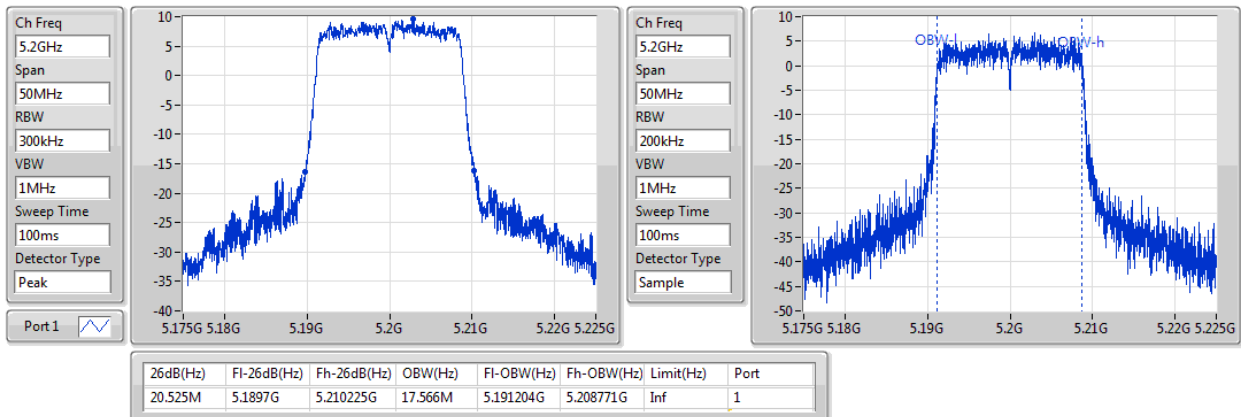 Ch Freq
5.2GHz
Span
50MHz
RBW
300kHz
VBW
1MHz
Sweep Time
100ms
Detector Type
Peak
Port 1
10
5
0
-5
-10
-15
-20
-25
-30
-35
-40
5.175G 5.18G 5.19G 5.2G 5.21G 5.22G 5.225G
Ch Freq
5.2GHz
Span
50MHz
RBW
200kHz
VBW
1MHz
Sweep Time
100ms
Detector Type
Sample
10
5
0
-5
-10
-15
-20
-25
-30
-35
-40
-45
-50
OBW-l OBW-h
5.175G 5.18G 5.19G 5.2G 5.21G 5.22G 5.225G
26dB(Hz) Fl-26dB(Hz) Fh-26dB(Hz) OBW(Hz) Fl-OBW(Hz) Fh-OBW(Hz) Limit(Hz) Port
20.525M 5.1897G 5.210225G 17.566M 5.191204G 5.208771G Inf 1